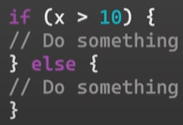 if (x > 10) {
// Do something
} else {
// Do something
}